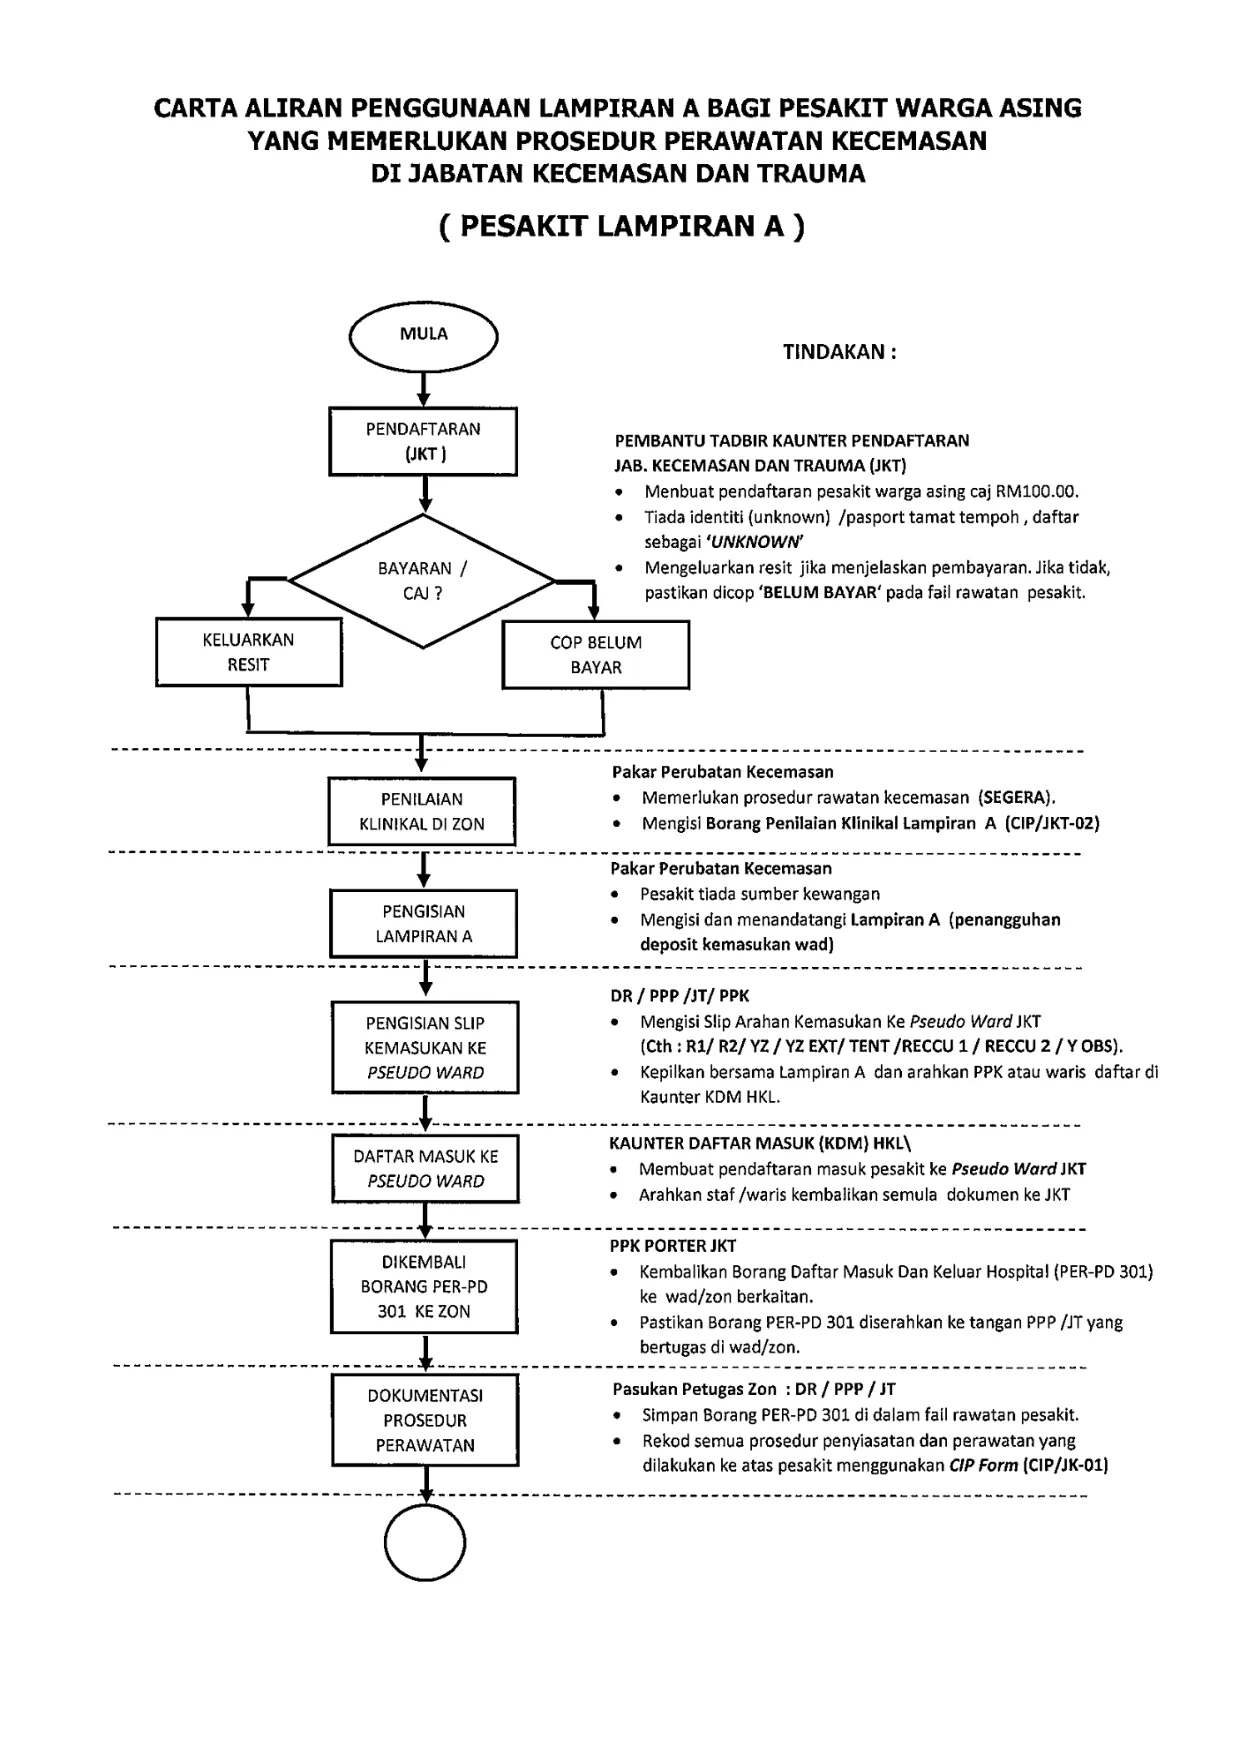 CARTA ALIRAN PENGGUNAAN LAMPIRAN A BAGI PESAKIT WARGA ASING
YANG MEMERLUKAN PROSEDUR PERAWATAN KECEMASAN
DI JABATAN KECEMASAN DAN TRAUMA
( PESAKIT LAMPIRAN A )
MULA
TINDAKAN :
PENDAFTARAN
(JKT )
PEMBANTU TADBIR KAUNTER PENDAFTARAN
JAB. KECEMASAN DAN TRAUMA (JKT)
• Menbuat pendaftaran pesakit warga asing caj RM100.00.
• Tiada identiti (unknown) /pasport tamat tempoh , daftar
sebagai ‘UNKNOWN’
• Mengeluarkan resit jika menjelaskan pembayaran. Jika tidak,
pastikan dicop ‘BELUM BAYAR’ pada fail rawatan pesakit.
BAYARAN /
CAJ ?
KELUARKAN
RESIT
COP BELUM
BAYAR
PENILAIAN
KLINIKAL DI ZON
Pakar Perubatan Kecemasan
• Memerlukan prosedur rawatan kecemasan (SEGERA).
• Mengisi Borang Penilaian Klinikal Lampiran A (CIP/JKT-02)
PENGISIAN
LAMPIRAN A
Pakar Perubatan Kecemasan
• Pesakit tiada sumber kewangan
• Mengisi dan menandatangi Lampiran A (penangguhan
deposit kemasukan wad)
PENGISIAN SLIP
KEMASUKAN KE
PSEUDO WARD
DR / PPP /JT/ PPK
• Mengisi Slip Arahan Kemasukan Ke Pseudo Ward JKT
(Cth : R1/ R2/ YZ / YZ EXT/ TENT /RECCU 1 / RECCU 2 / Y OBS).
• Kepilkan bersama Lampiran A dan arahkan PPK atau waris daftar di
Kaunter KDM HKL.
DAFTAR MASUK KE
PSEUDO WARD
KAUNTER DAFTAR MASUK (KDM) HKL\
• Membuat pendaftaran masuk pesakit ke Pseudo Ward JKT
• Arahkan staf /waris kembalikan semula dokumen ke JKT
DIKEMBALI
BORANG PER-PD
301 KE ZON
PPK PORTER JKT
• Kembalikan Borang Daftar Masuk Dan Keluar Hospital (PER-PD 301)
ke wad/zon berkaitan.
• Pastikan Borang PER-PD 301 diserahkan ke tangan PPP /JT yang
bertugas di wad/zon.
DOKUMENTASI
PROSEDUR
PERAWATAN
Pasukan Petugas Zon : DR / PPP / JT
• Simpan Borang PER-PD 301 di dalam fail rawatan pesakit.
• Rekod semua prosedur penyiasatan dan perawatan yang
dilakukan ke atas pesakit menggunakan CIP Form (CIP/JK-01)